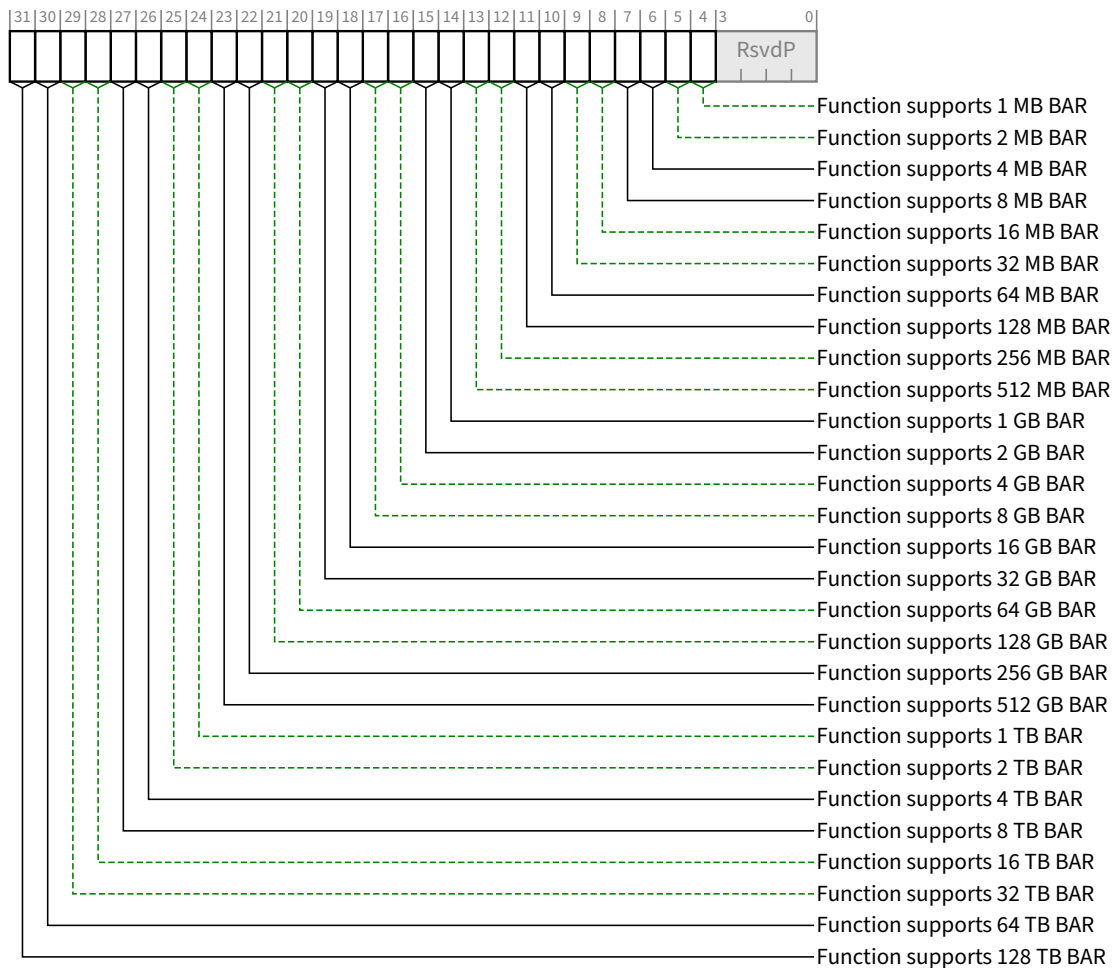 31 30 29 28 27 26 25 24 23 22 21 20 19 18 17 16 15 14 13 12 11 10 9 8 7 6 5 4 3 0
RsvdP
Function supports 1 MB BAR
Function supports 2 MB BAR
Function supports 4 MB BAR
Function supports 8 MB BAR
Function supports 16 MB BAR
Function supports 32 MB BAR
Function supports 64 MB BAR
Function supports 128 MB BAR
Function supports 256 MB BAR
Function supports 512 MB BAR
Function supports 1 GB BAR
Function supports 2 GB BAR
Function supports 4 GB BAR
Function supports 8 GB BAR
Function supports 16 GB BAR
Function supports 32 GB BAR
Function supports 64 GB BAR
Function supports 128 GB BAR
Function supports 256 GB BAR
Function supports 512 GB BAR
Function supports 1 TB BAR
Function supports 2 TB BAR
Function supports 4 TB BAR
Function supports 8 TB BAR
Function supports 16 TB BAR
Function supports 32 TB BAR
Function supports 64 TB BAR
Function supports 128 TB BAR